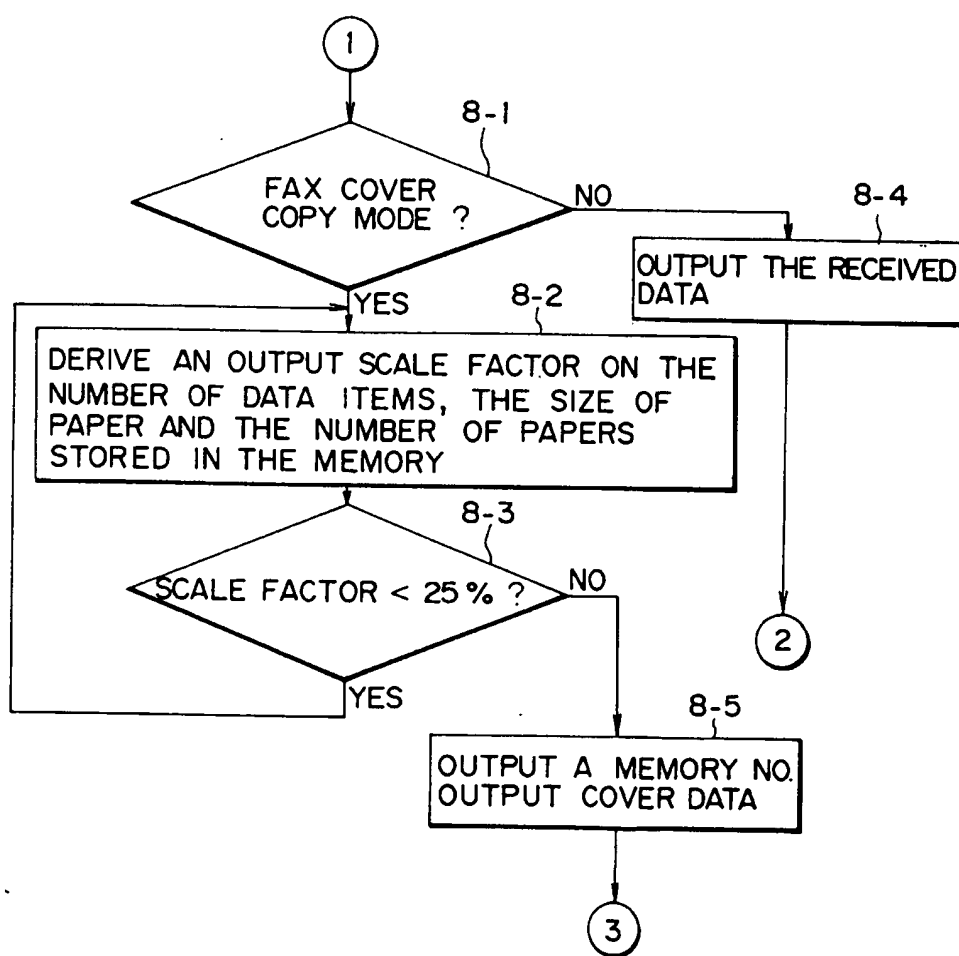 1
8-1
FAX COVER
COPY MODE ?
NO
8-4
OUTPUT THE RECEIVED
DATA
YES
8-2
DERIVE AN OUTPUT SCALE FACTOR ON THE
NUMBER OF DATA ITEMS, THE SIZE OF
PAPER AND THE NUMBER OF PAPERS
STORED IN THE MEMORY
8-3
SCALE FACTOR < 25% ?
NO
2
YES
8-5
OUTPUT A MEMORY NO.
OUTPUT COVER DATA
3